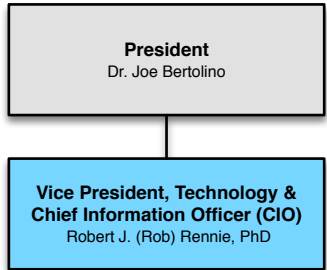 President
Dr. Joe Bertolino
Vice President, Technology &
Chief Information Officer (CIO)
Robert J. (Rob) Rennie, PhD